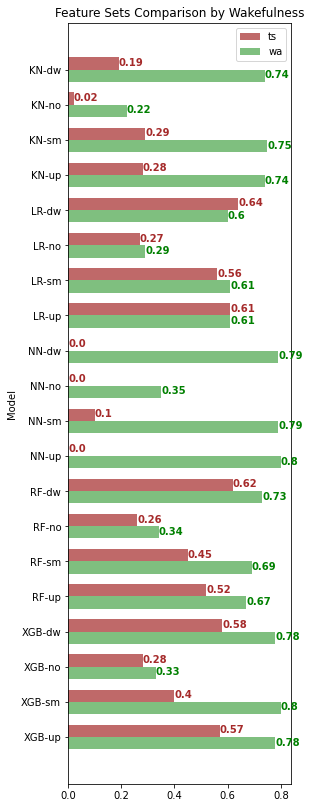 Feature Sets Comparison by Wakefulness
ts
wa
KN-dw 0.19
0.74
KN-no 0.02
0.22
KN-sm 0.29
0.75
KN-up 0.28
0.74
LR-dw 0.64
0.6
LR-no 0.27
0.29
LR-sm 0.56
0.61
LR-up 0.61
0.61
NN-dw 0.0
0.79
NN-no 0.0
0.35
NN-sm 0.1
0.79
NN-up 0.0
0.8
RF-dw 0.62
0.73
RF-no 0.26
0.34
RF-sm 0.45
0.69
RF-up 0.52
0.67
XGB-dw 0.58
0.78
XGB-no 0.28
0.33
XGB-sm 0.4
0.8
XGB-up 0.57
0.78
Model
0.0 0.2 0.4 0.6 0.8